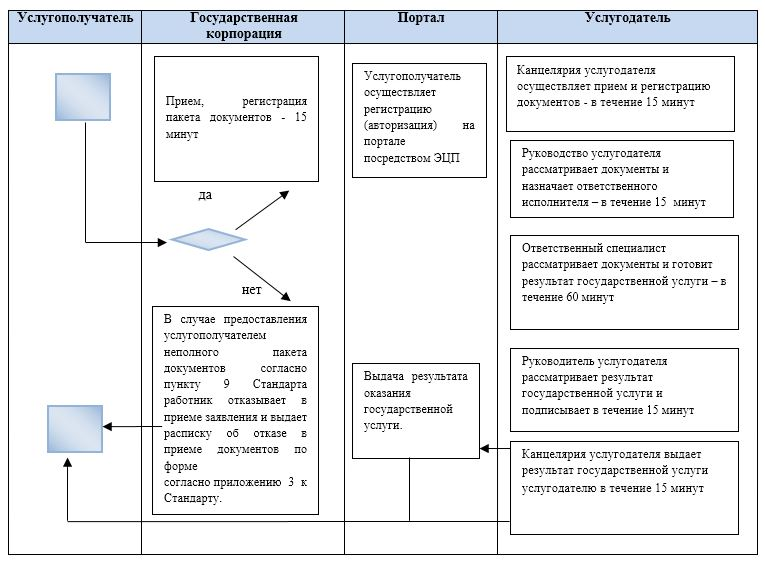 Услугополучатель
Государственная
корпорация
Портал
Услугодатель
Прием, регистрация
пакета документов - 15
минут
да
нет
В случае предоставления
услугополучателем
неполного пакета
документов согласно
пункту 9 Стандарта
работник отказывает в
приеме заявления и выдает
расписку об отказе в
приеме документов по
форме
согласно приложению 3 к
Стандарту.
Услугополучатель
осуществляет
регистрацию
(авторизация) на
портале
посредством ЭЦП
Выдача результата
оказания
государственной
услуги.
Канцелярия услугодателя
осуществляет прием и регистрацию
документов - в течение 15 минут
Руководство услугодателя
рассматривает документы и
назначает ответственного
исполнителя – в течение 15 минут
Ответственный специалист
рассматривает документы и готовит
результат государственной услуги – в
течение 60 минут
Руководитель услугодателя
рассматривает результат
государственной услуги и
подписывает в течение 15 минут
Канцелярия услугодателя выдает
результат государственной услуги
услугодателю в течение 15 минут